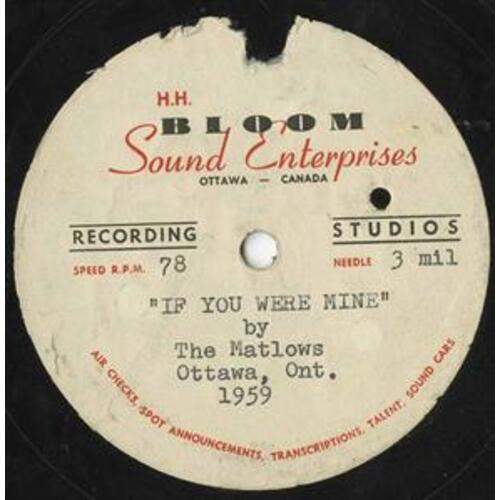 H.H.
BLOOM
Sound Enterprises
OTTAWA — CANADA
RECORDING STUDIOS
SPEED R.P.M. 78 NEEDLE 3 mil
"IF YOU WERE MINE"
by
The Matlows
Ottawa, Ont.
1959
AIR CHECKS, SPOT ANNOUNCEMENTS, TRANSCRIPTIONS, TALENT, SOUND CARS